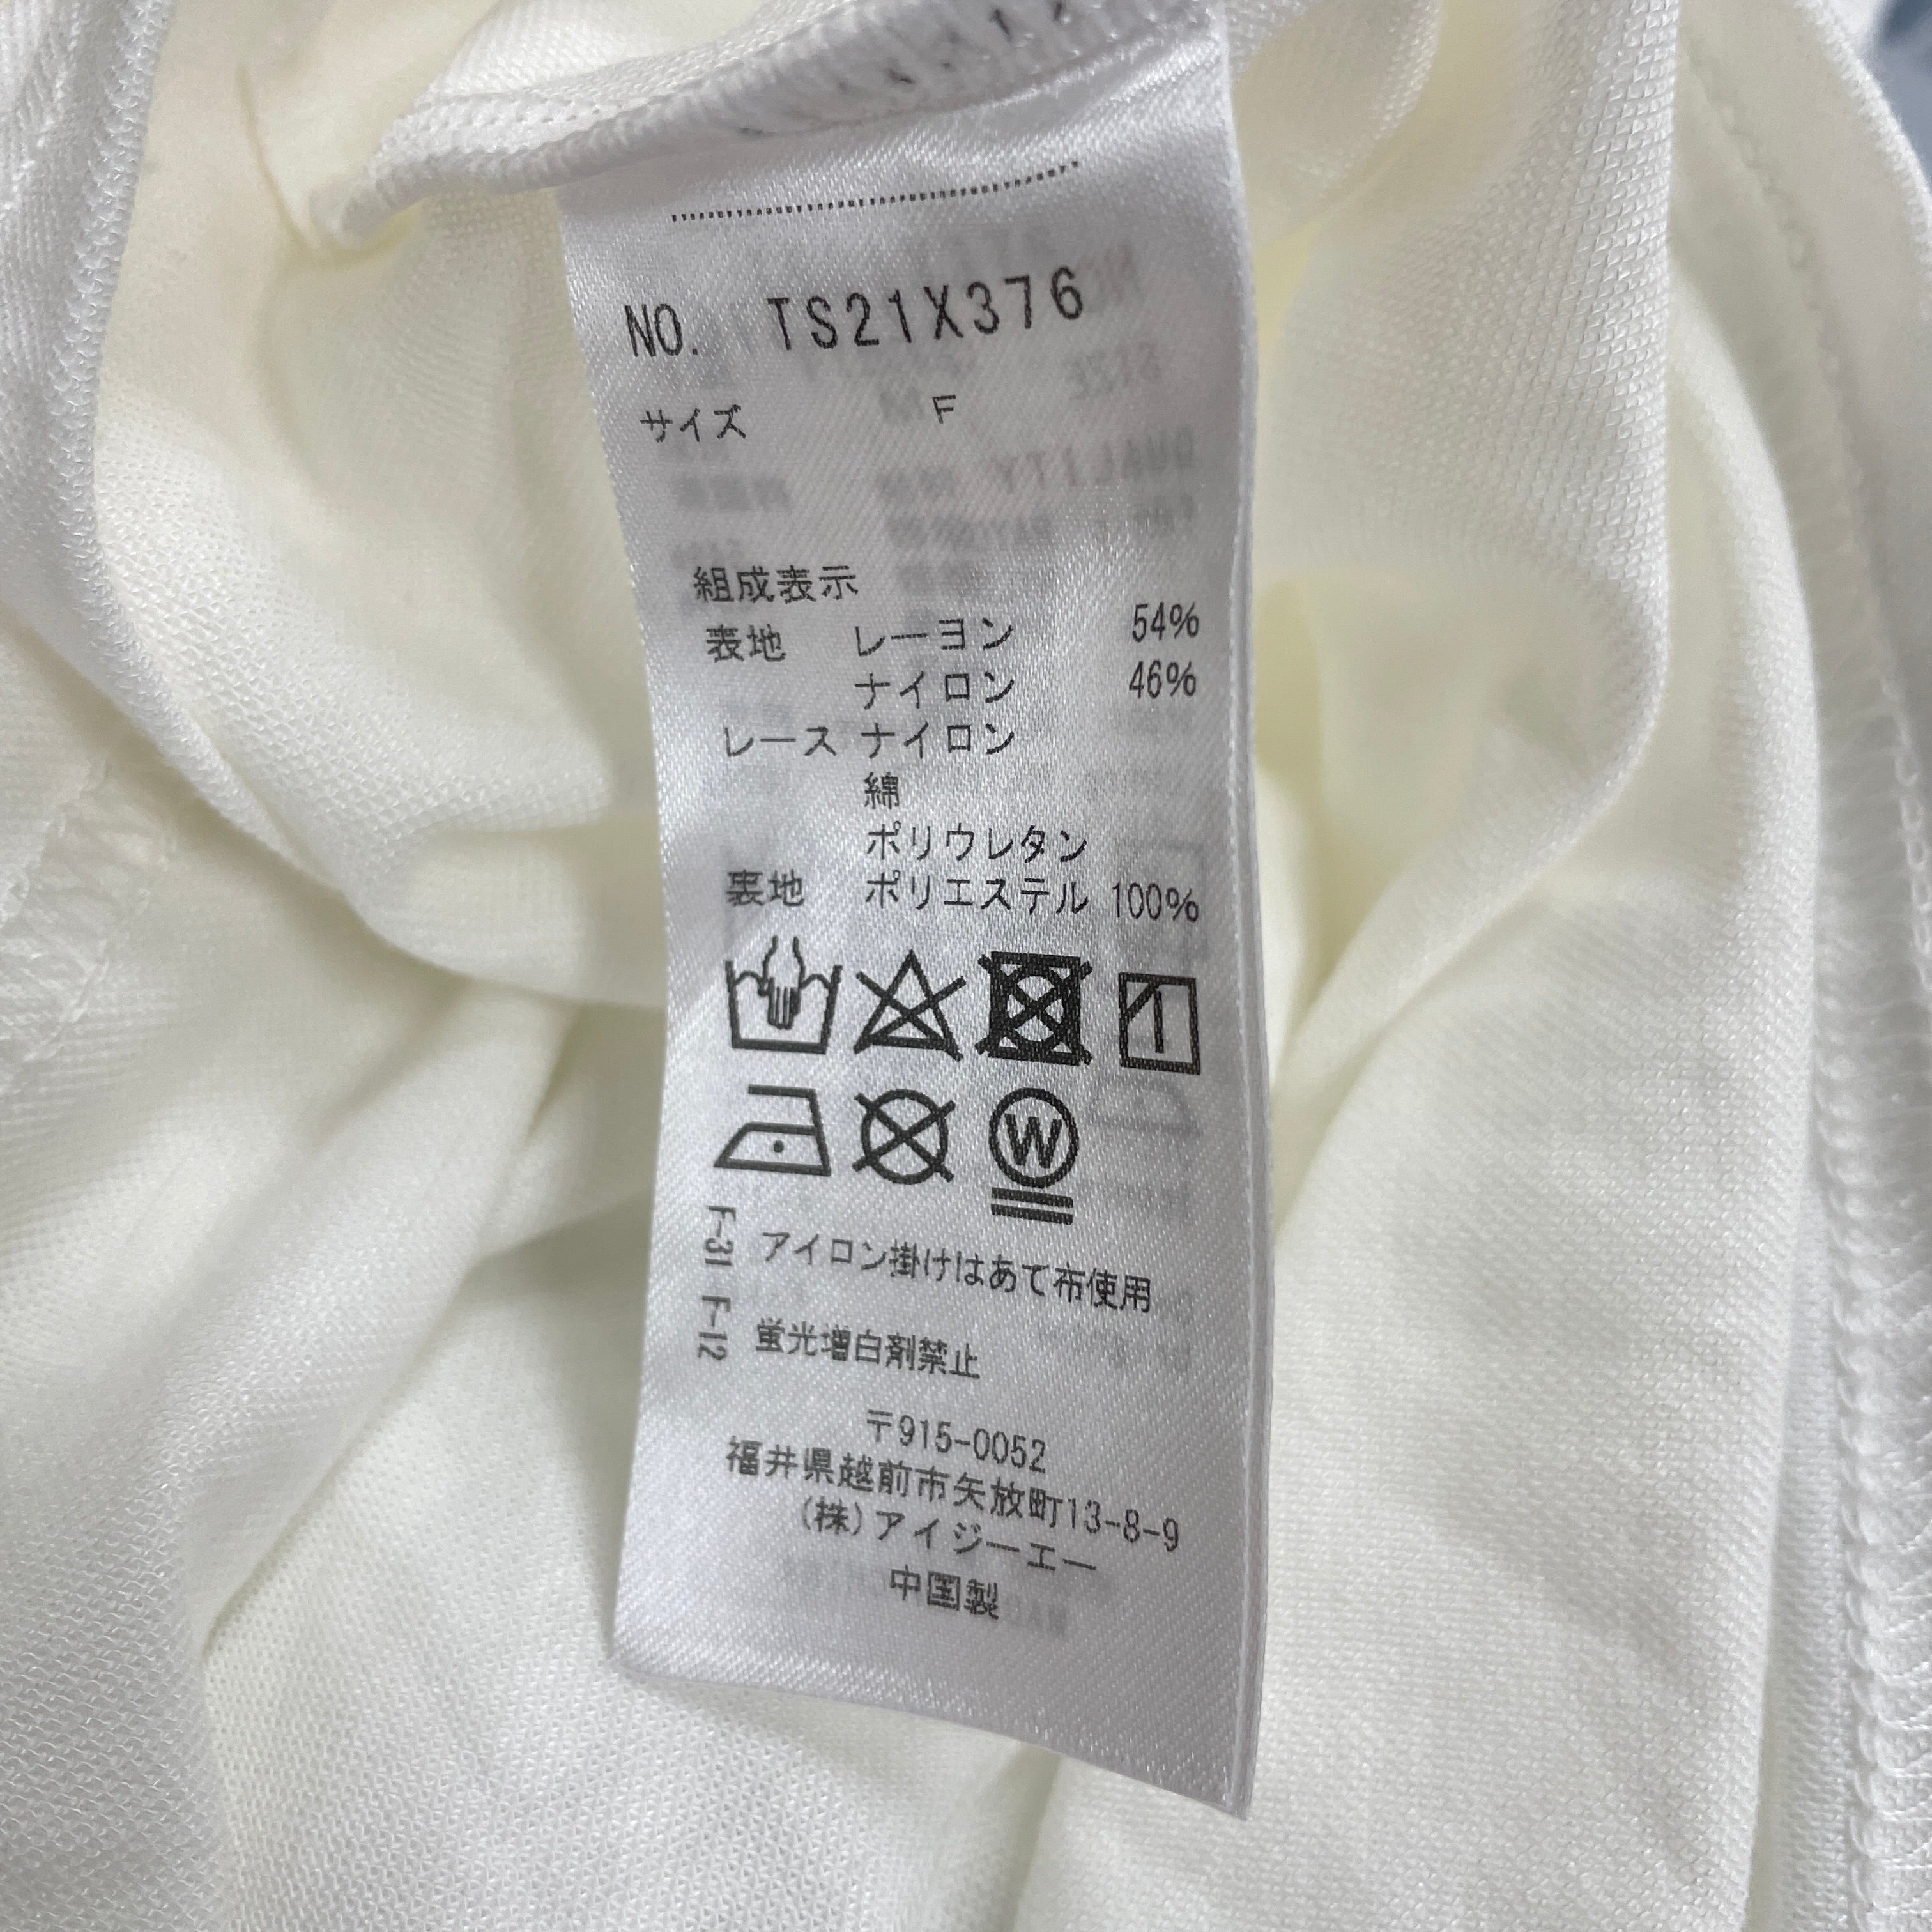 NO. TS21X376
サイズ F
組成表示
表地 レーヨン 54%
ナイロン 46%
レース ナイロン
綿
ポリウレタン
裏地 ポリエステル 100%
W
F-31 アイロン掛けはあて布使用
F-12 蛍光増白剤禁止
〒915-0052
福井県越前市矢放町13-8-9
(株)アイジーエー
中国製